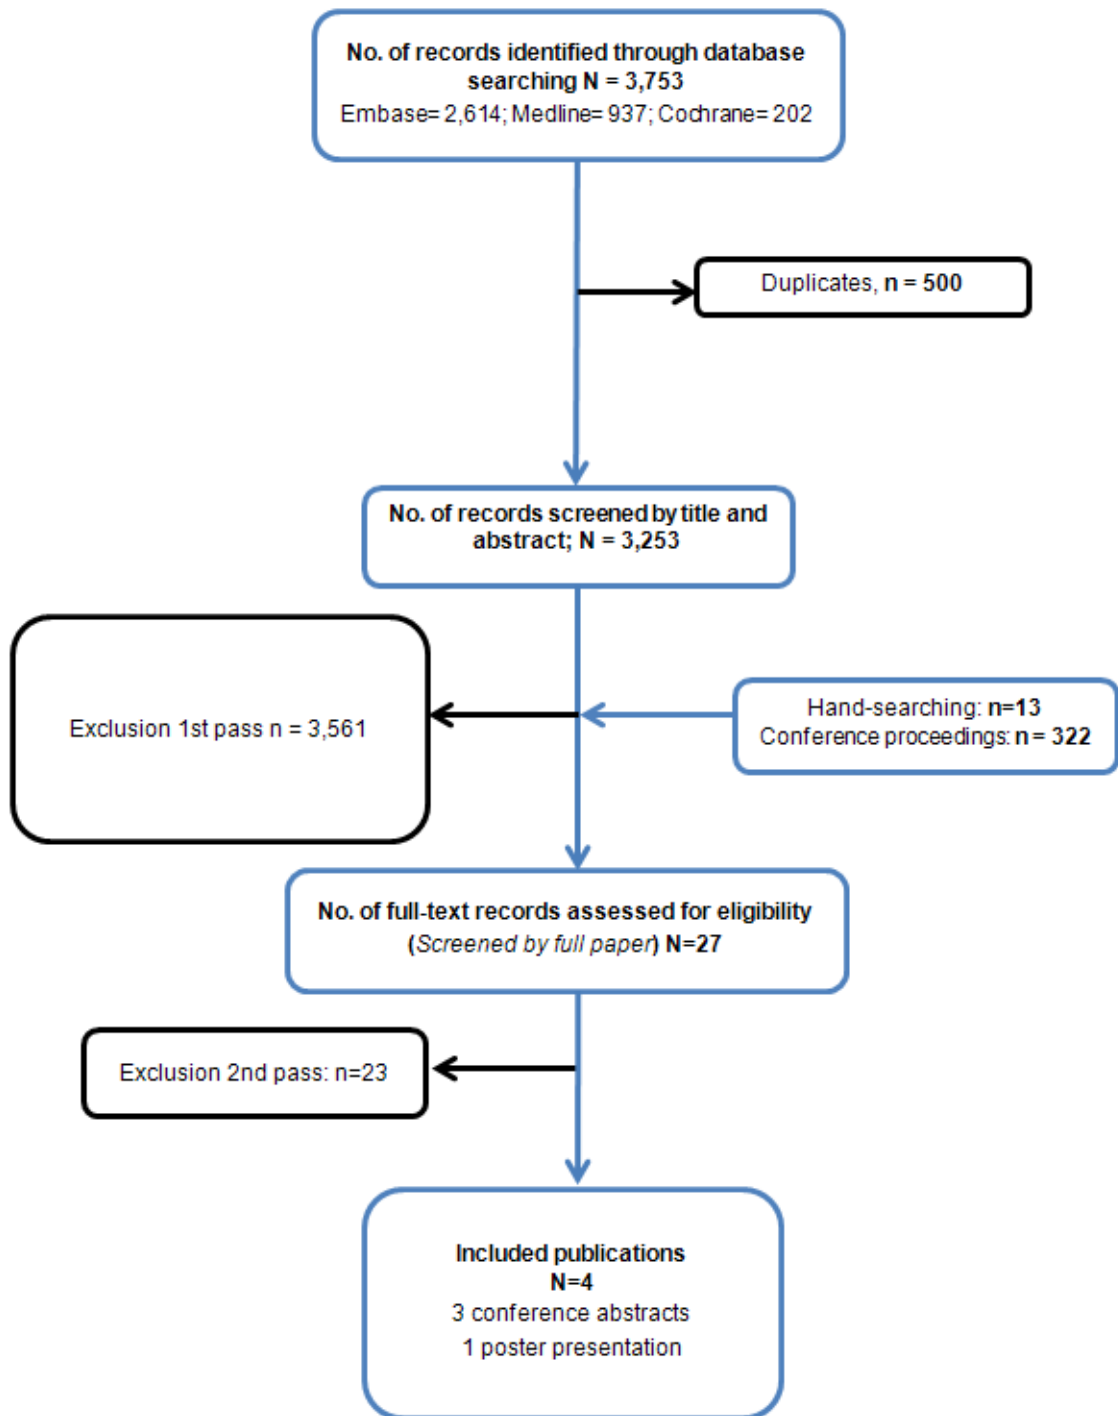 No. of records identified through database
searching N = 3,753
Embase= 2,614; Medline= 937; Cochrane= 202
Duplicates, n = 500
No. of records screened by title and
abstract; N = 3,253
Exclusion 1st pass n = 3,561
Hand-searching: n=13
Conference proceedings: n = 322
No. of full-text records assessed for eligibility
(Screened by full paper) N=27
Exclusion 2nd pass: n=23
Included publications
N=4
3 conference abstracts
1 poster presentation